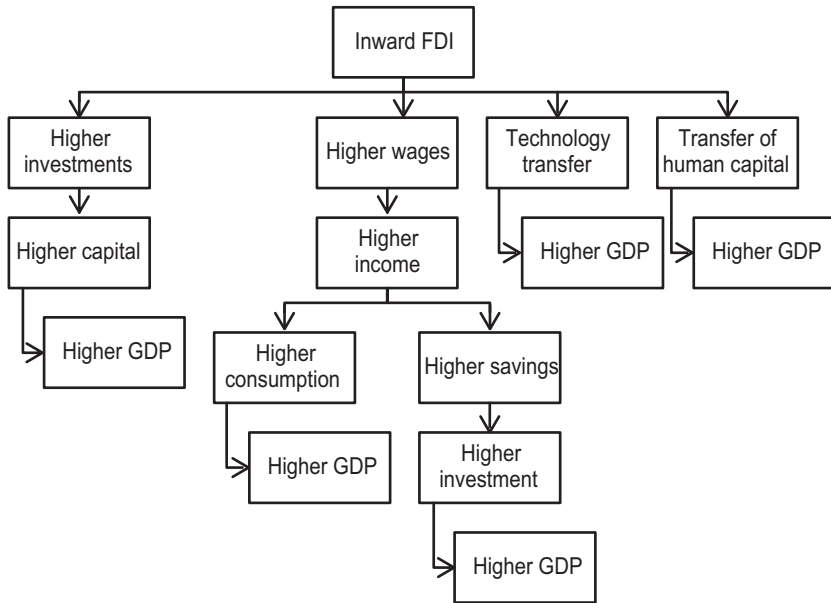 Inward FDI
Higher
investments
Higher wages
Technology
transfer
Transfer of
human capital
Higher capital
Higher
income
Higher GDP
Higher GDP
Higher GDP
Higher
consumption
Higher savings
Higher GDP
Higher
investment
Higher GDP